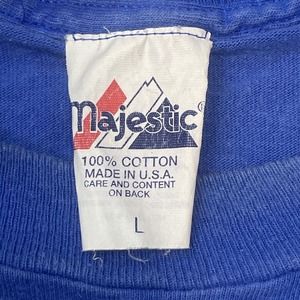 majestic®
100% COTTON
MADE IN U.S.A.
CARE AND CONTENT
ON BACK
L